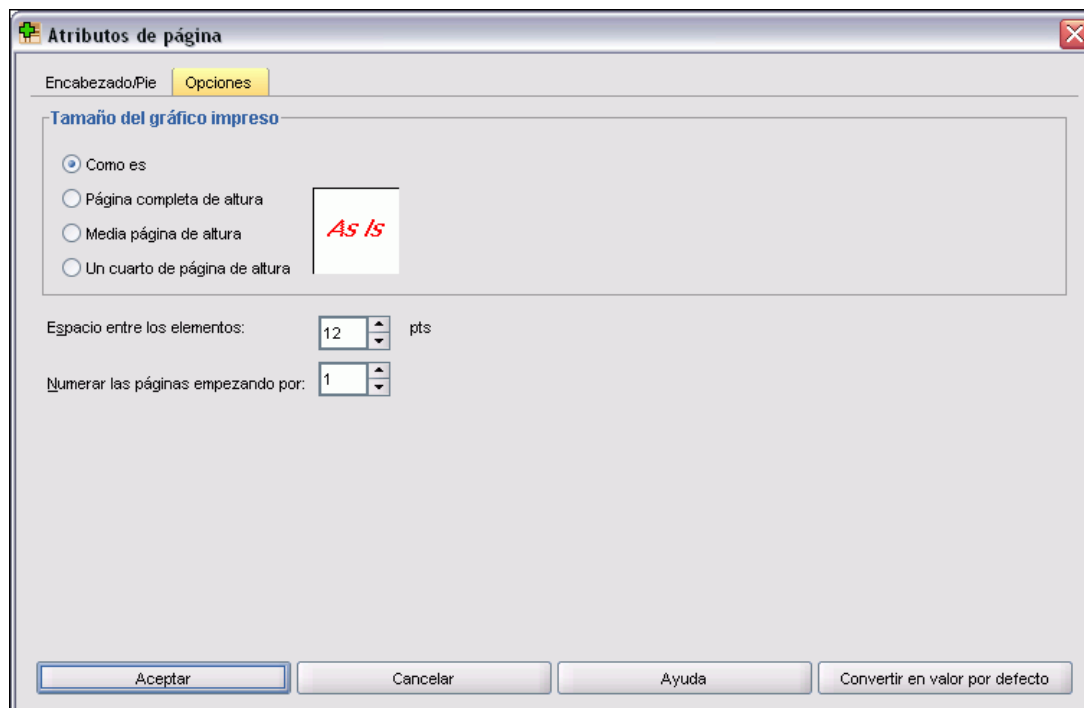 Atributos de página
Encabezado/Pie Opciones
Tamaño del gráfico impreso
Como es
Página completa de altura
Media página de altura
Un cuarto de página de altura
As Is
Espacio entre los elementos: 12 pts
Numerar las páginas empezando por: 1
Aceptar Cancelar Ayuda Convertir en valor por defecto